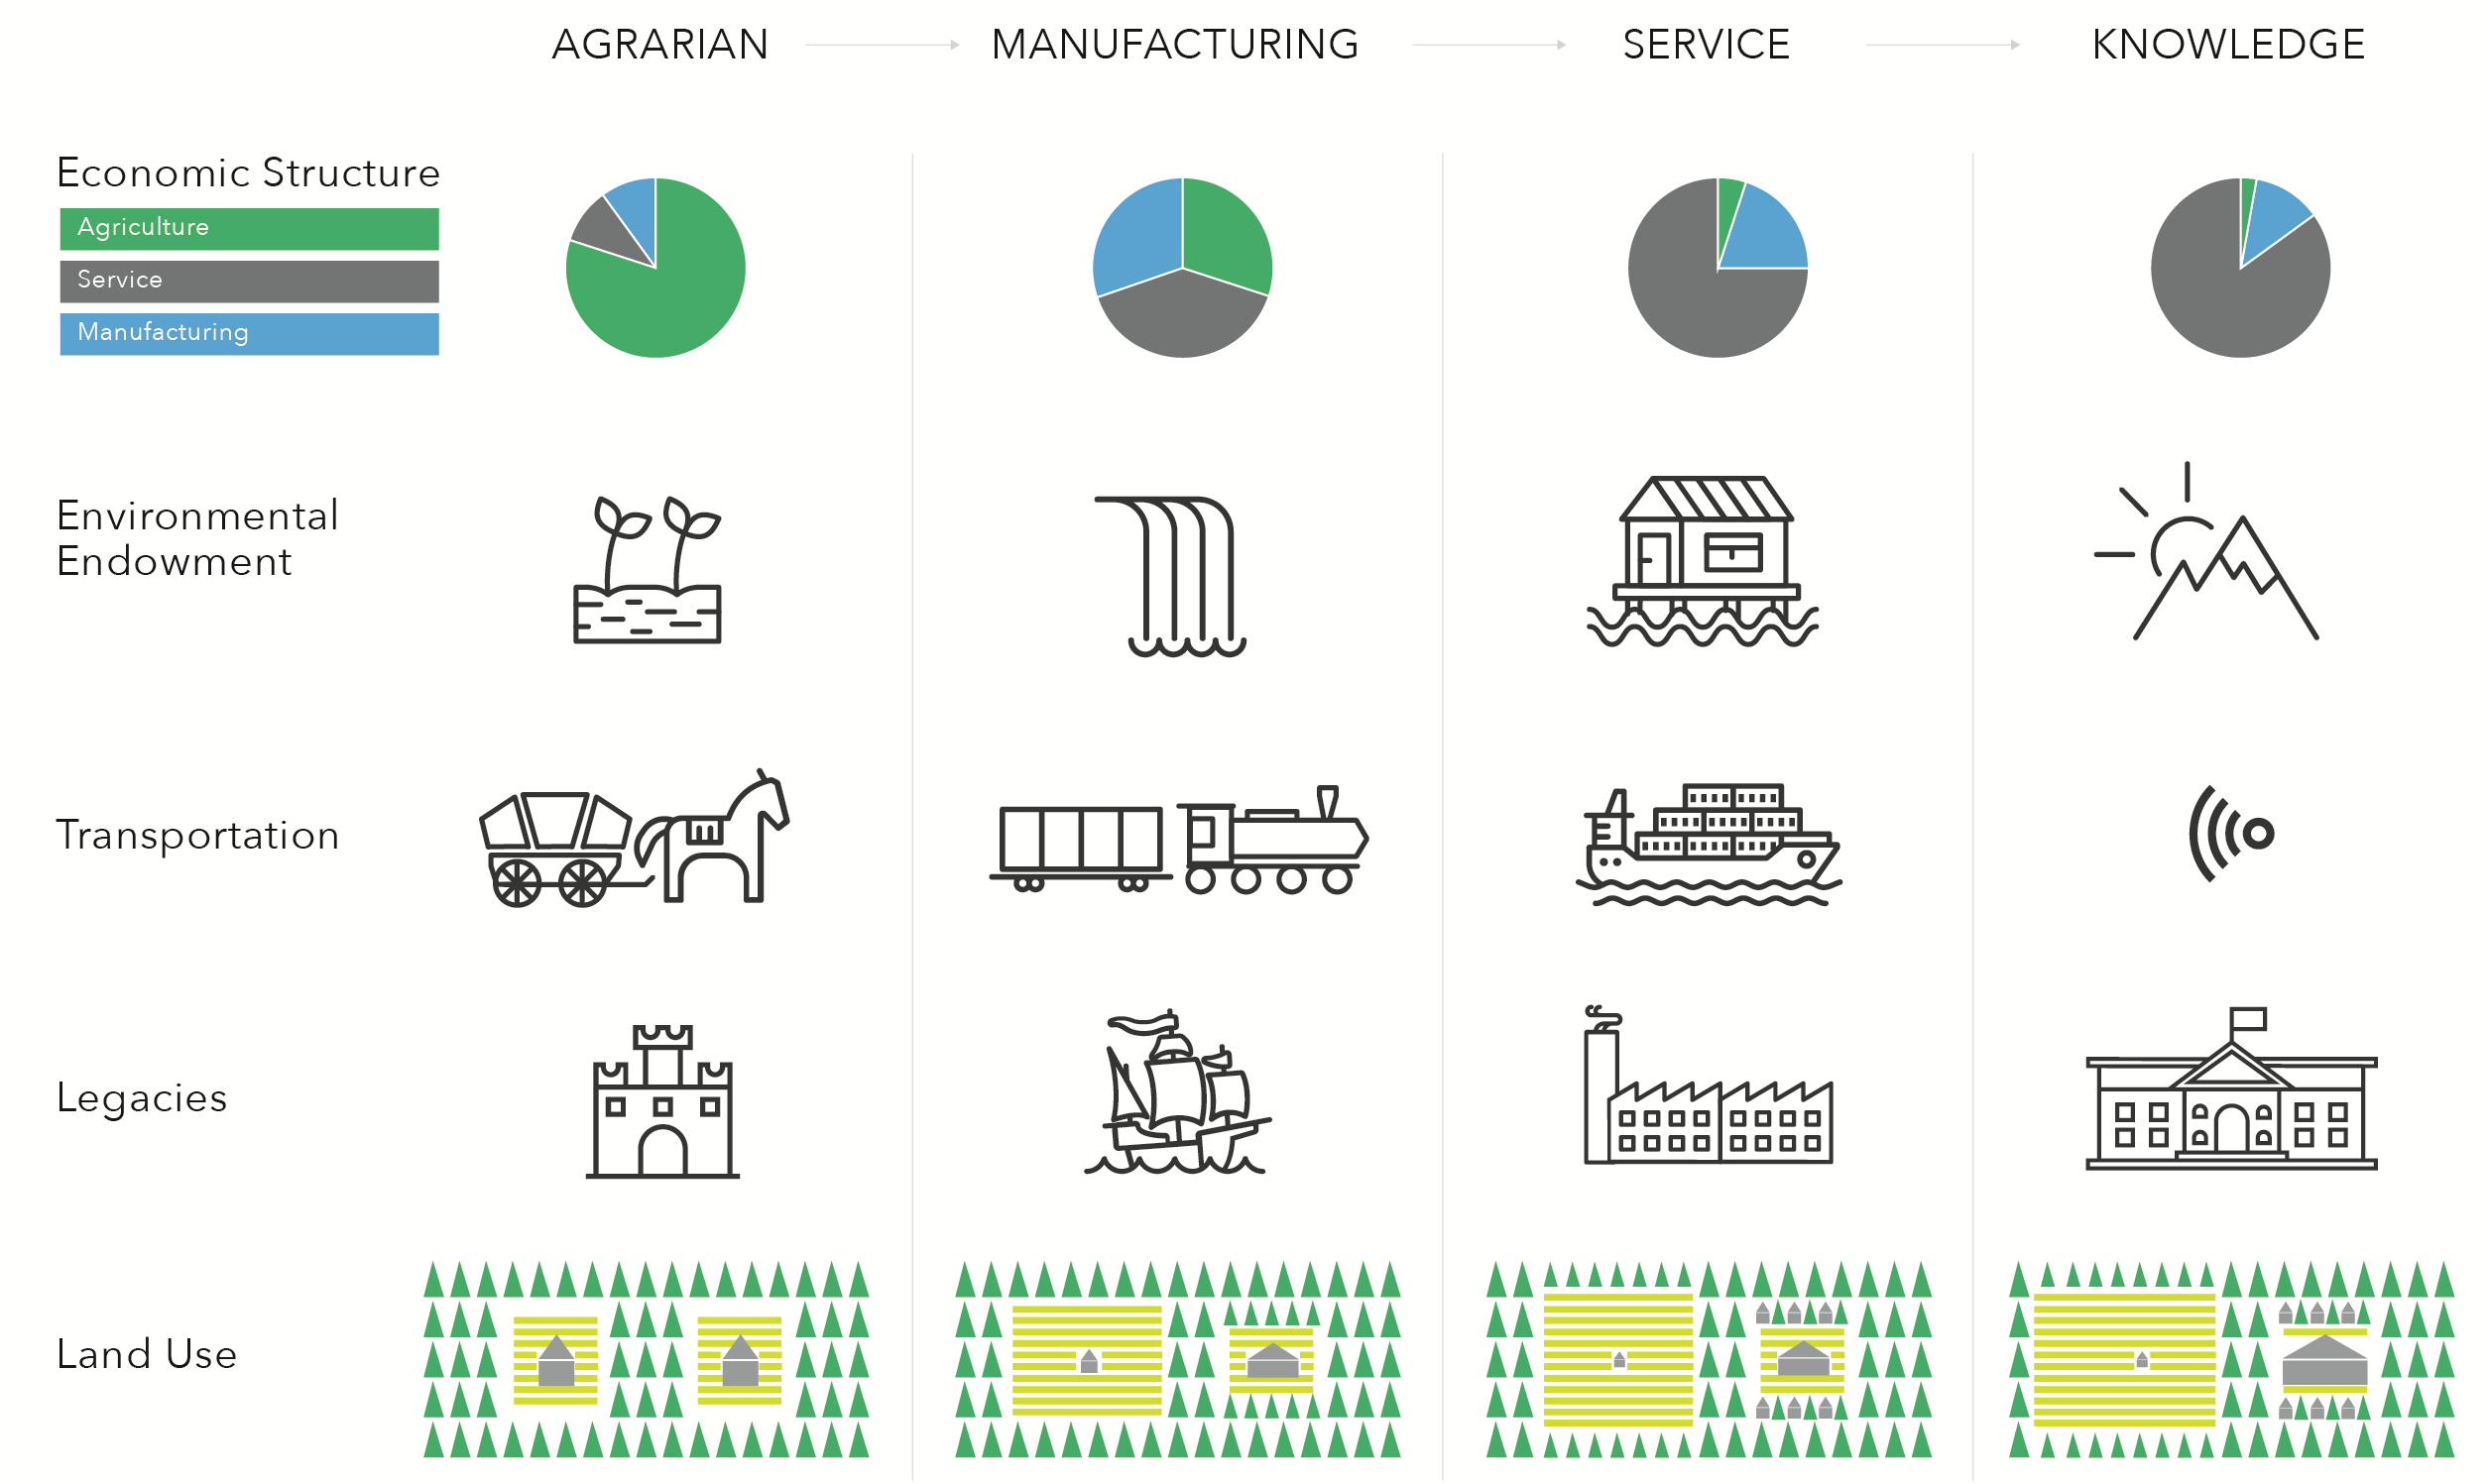 AGRARIAN
MANUFACTURING
SERVICE
KNOWLEDGE
Economic Structure
Agriculture
Service
Manufacturing
Environmental
Endowment
Transportation
Legacies
Land Use